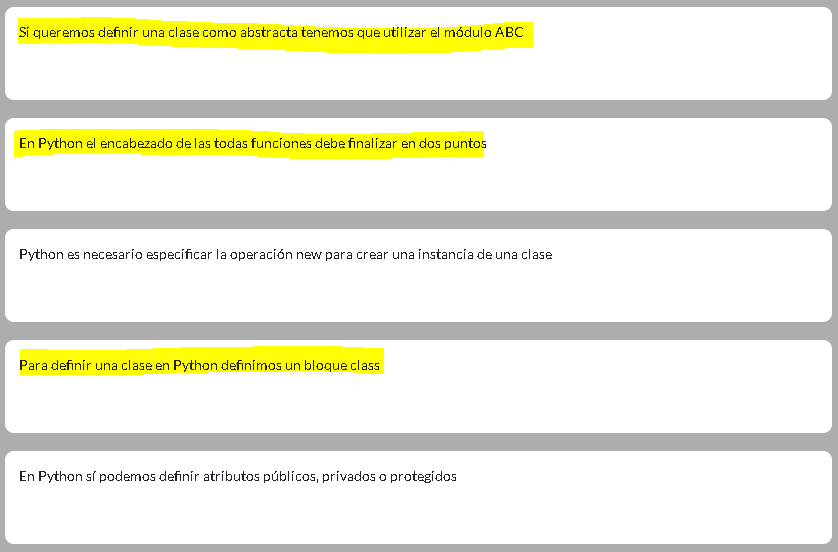 Si queremos definir una clase como abstracta tenemos que utilizar el módulo ABC
En Python el encabezado de las todas funciones debe finalizar en dos puntos
Python es necesario especificar la operación new para crear una instancia de una clase
Para definir una clase en Python definimos un bloque class
En Python sí podemos definir atributos públicos, privados o protegidos